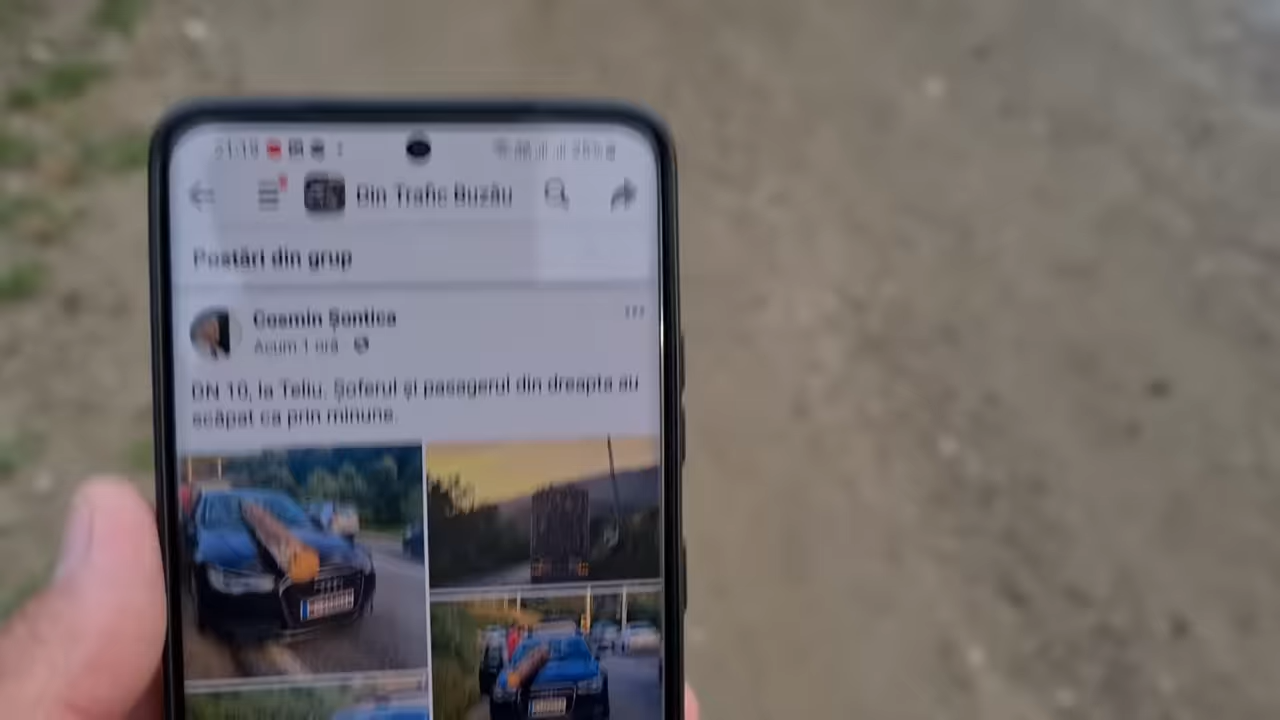 Din Trafic Buzău
Postări din grup
Cosmin Șontica
Acum 1 oră
DN 10, la Teliu. Șoferul și pasagerul din dreapta au
scăpat ca prin minune.